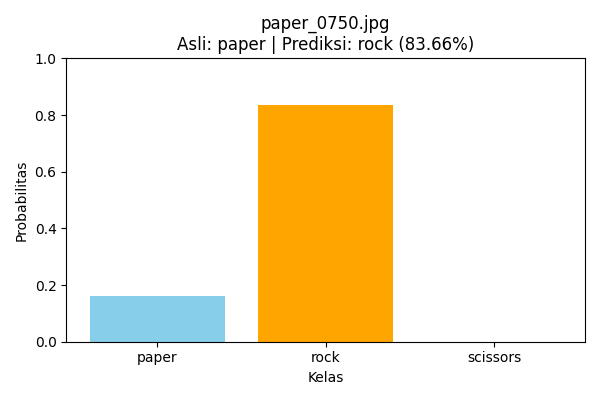 paper_0750.jpg
Asli: paper | Prediksi: rock (83.66%)
1.0
0.8
0.6
0.4
0.2
0.0
Probabilitas
paper rock scissors
Kelas